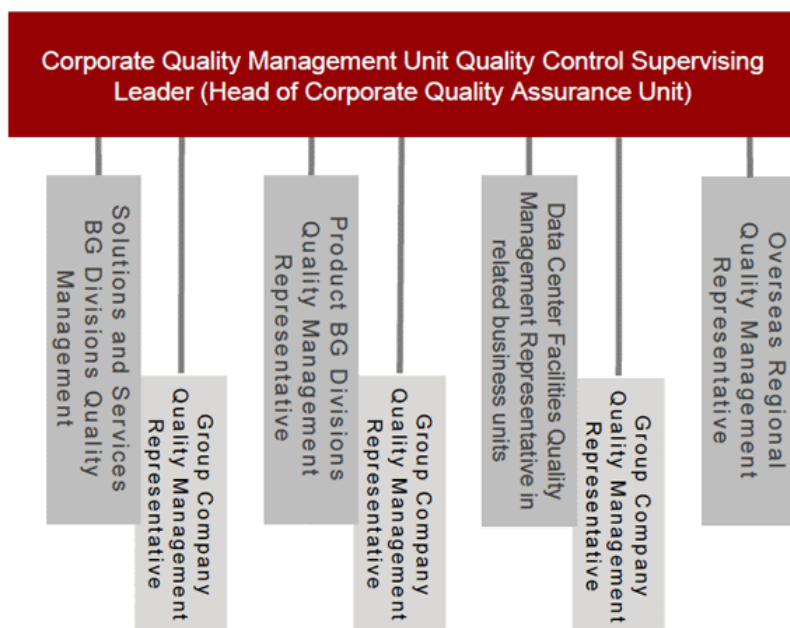 Corporate Quality Management Unit Quality Control Supervising
Leader (Head of Corporate Quality Assurance Unit)
Solutions and Services
BG Divisions Quality
Management
Group Company
Quality Management
Representative
Product BG Divisions
Quality Management
Representative
Group Company
Quality Management
Representative
Data Center Facilities Quality
Management Representative in
related business units
Group Company
Quality Management
Representative
Overseas Regional
Quality Management
Representative